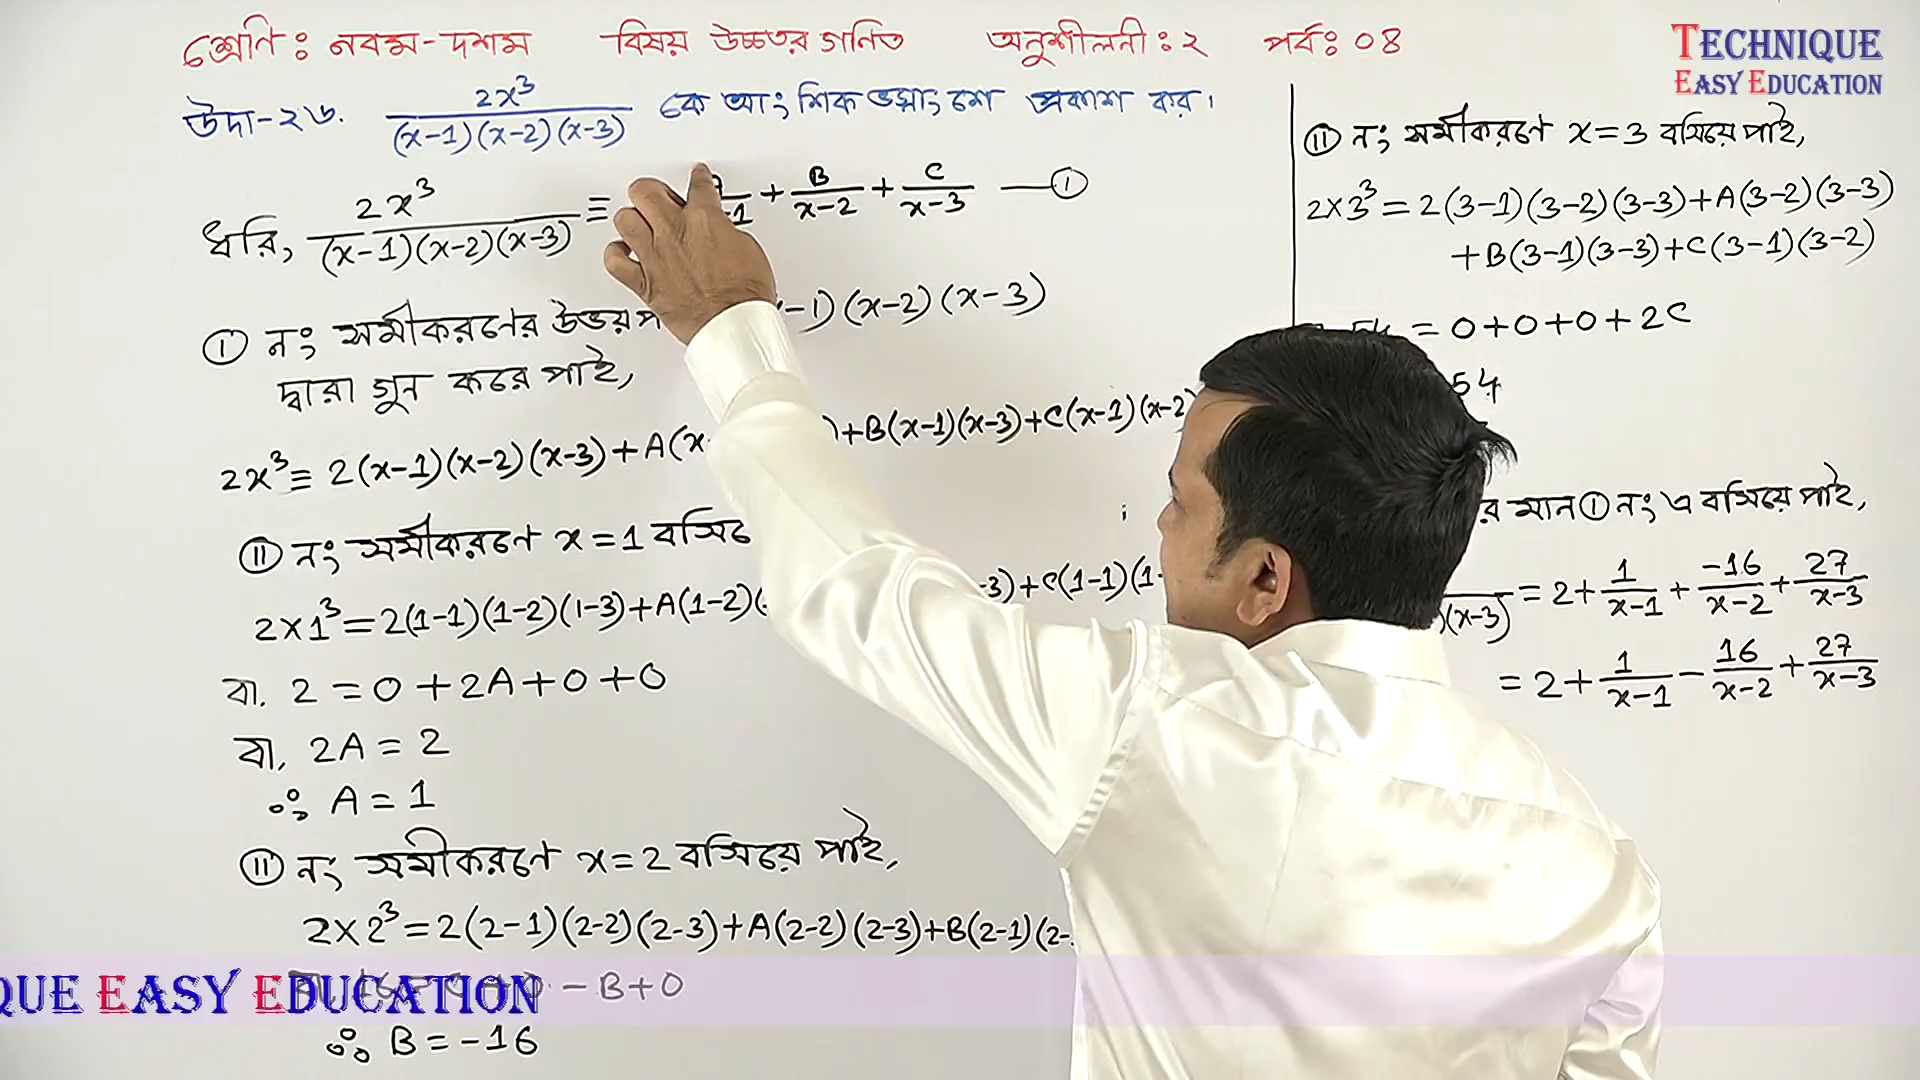 শ্রেণি: নবম-দশম বিষয় উচ্চতর গনিত অনুশীলনী: ২ পর্ব: ০৪
TECHNIQUE
EASY EDUCATION
উদা-২৬. 2x³/(x-1)(x-2)(x-3) কে আংশিক ভগ্নাংশে প্রকাশ কর।
ধরি, 2x³/(x-1)(x-2)(x-3) ≡ + B/(x-2) + C/(x-3) —①
① নং সমীকরণের উভয় (x-2)(x-3)
দ্বারা গুন করে পাই,
2x³ ≡ 2(x-1)(x-2)(x-3)+A(x )+B(x-1)(x-3)+C(x-1)(x-2)
⑪ নং সমীকরণে x=1
2×1³=2(1-1)(1-2)(1-3)+A(1-2)( -3)+C(1-1)(1-
বা, 2 = 0+2A+0+0
বা, 2A = 2
∴ A = 1
⑪ নং সমীকরণে x=2 বসিয়ে পাই,
2×2³=2(2-1)(2-2)(2-3)+A(2-2)(2-3)+B(2-1)(2-
-B+0
∴ B = -16
⑪ নং সমীকরণে x=3 বসিয়ে পাই,
2×3³=2(3-1)(3-2)(3-3)+A(3-2)(3-3)
+B(3-1)(3-3)+C(3-1)(3-2)
= 0+0+0+2C
54
র মান ① নং এ বসিয়ে পাই,
(x-3) = 2 + 1/(x-1) + -16/(x-2) + 27/(x-3)
= 2 + 1/(x-1) - 16/(x-2) + 27/(x-3)
QUE EASY EDUCATION